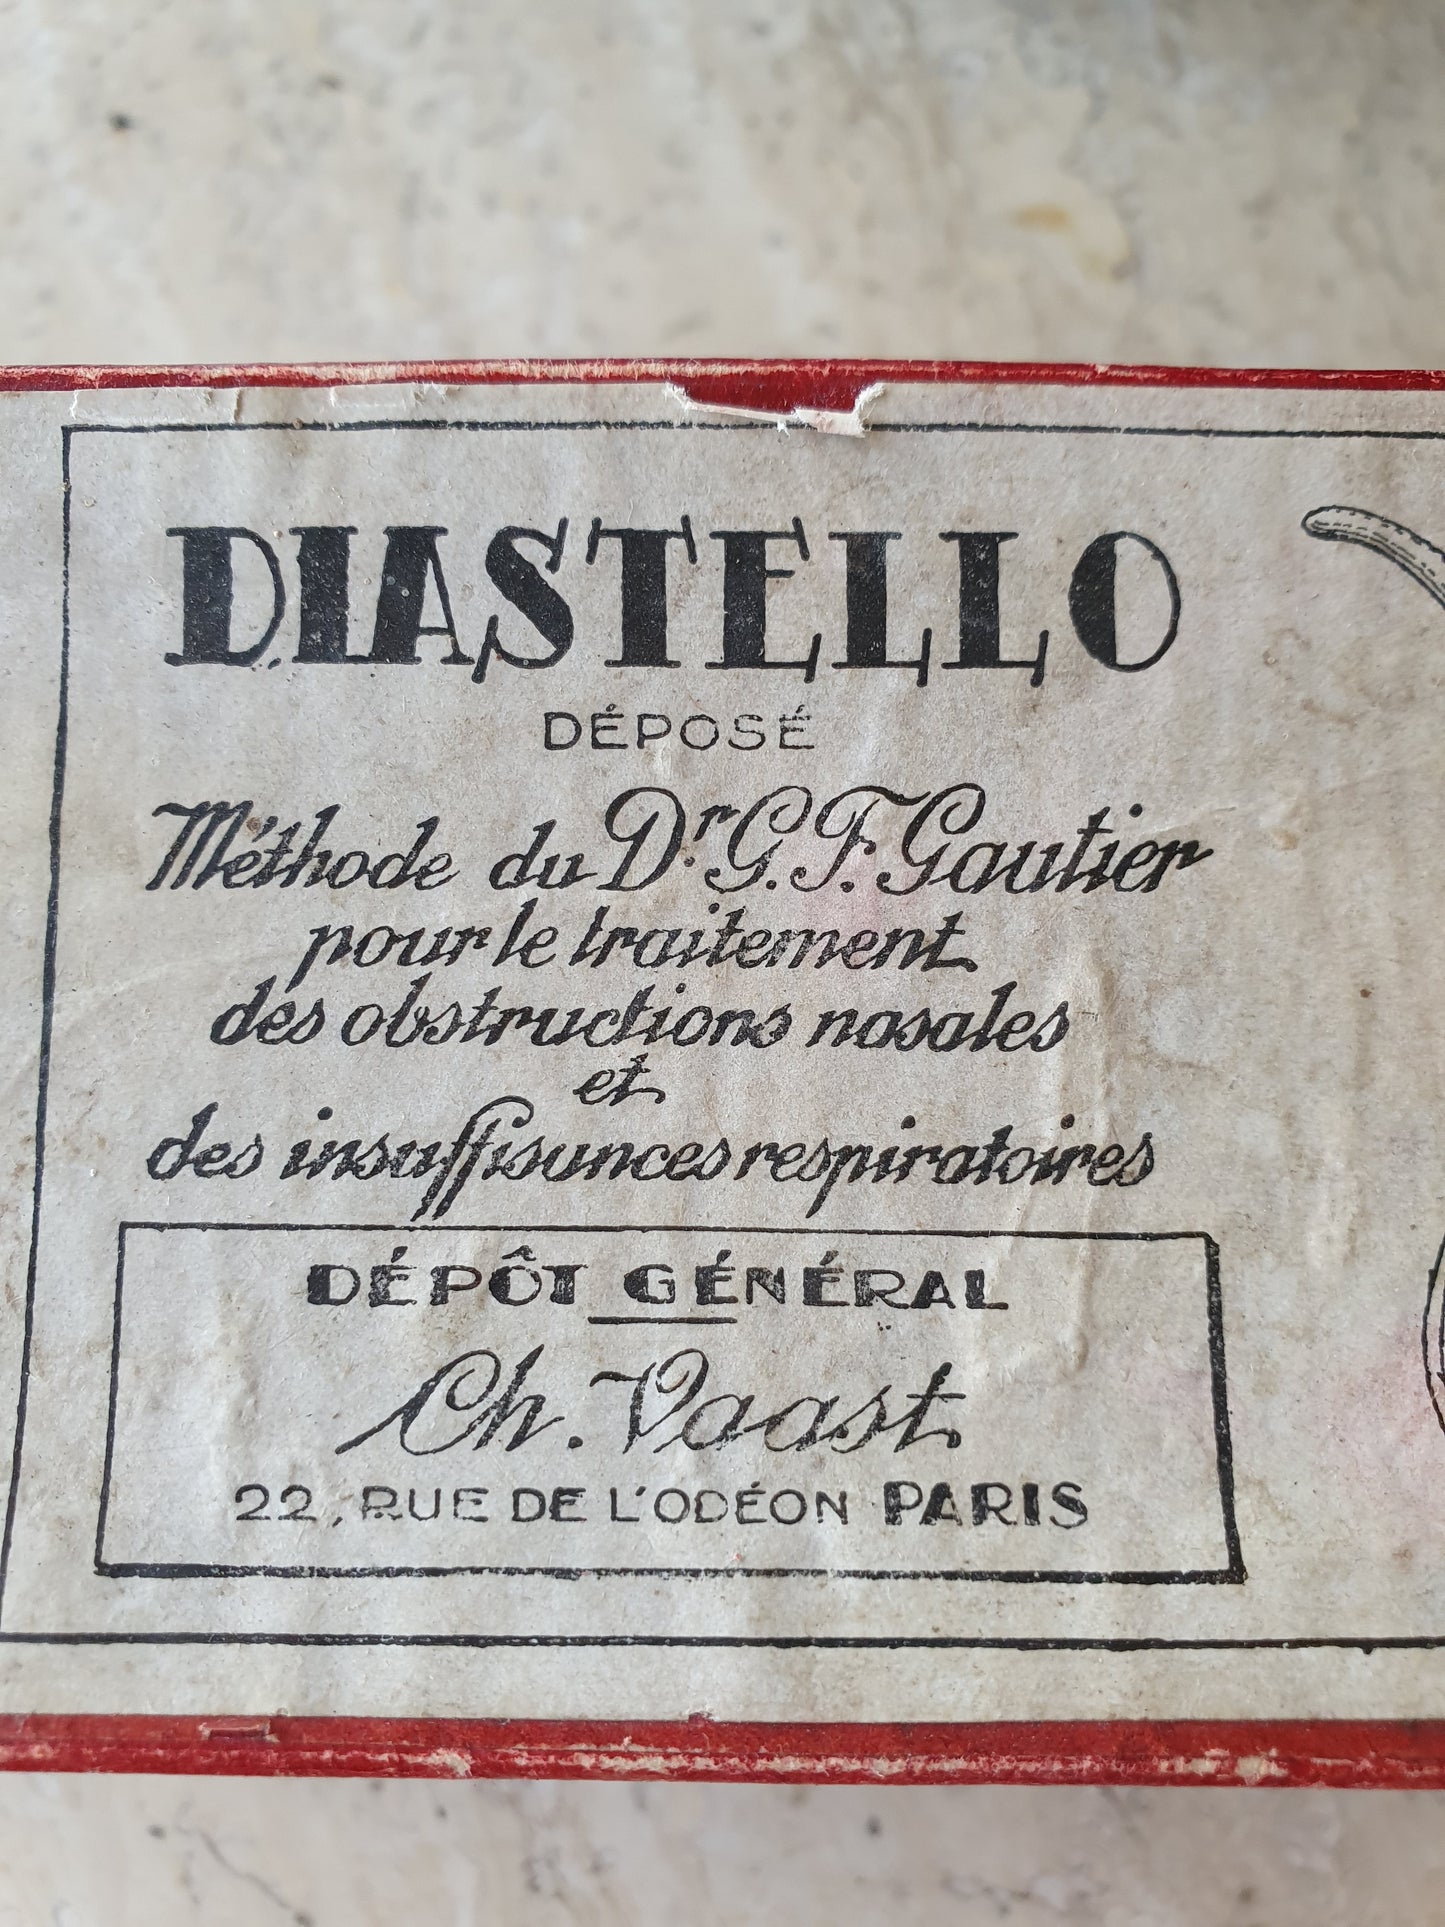 DIASTELLO
DÉPOSÉ
Méthode du Dr. G. F. Gautier
pour le traitement
des obstructions nasales
et
des insuffisances respiratoires
DÉPÔT GÉNÉRAL
Ch. Vaast
22, RUE DE L'ODÉON PARIS